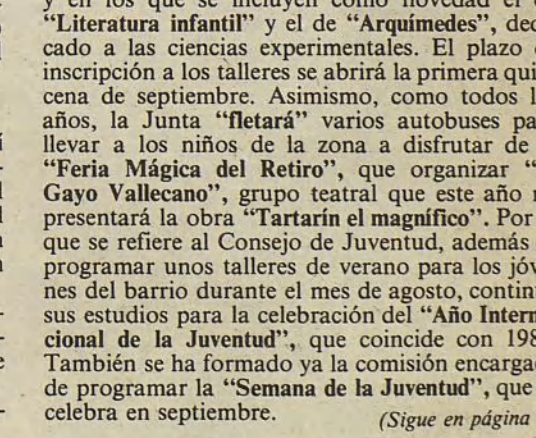 y en los que se incluyen como novedad el
“Literatura infantil” y el de “Arquímedes”, dedi
cado a las ciencias experimentales. El plazo
inscripción a los talleres se abrirá la primera qui
cena de septiembre. Asimismo, como todos l
años, la Junta “fletará” varios autobuses pa
llevar a los niños de la zona a disfrutar de
“Feria Mágica del Retiro”, que organizar “
Gayo Vallecano”, grupo teatral que este año
presentará la obra “Tartarín el magnífico”. Por
que se refiere al Consejo de Juventud, además
programar unos talleres de verano para los jóv
nes del barrio durante el mes de agosto, contin
sus estudios para la celebración del “Año Intern
cional de la Juventud”, que coincide con 198
También se ha formado ya la comisión encarga
de programar la “Semana de la Juventud”, que
celebra en septiembre.
(Sigue en página